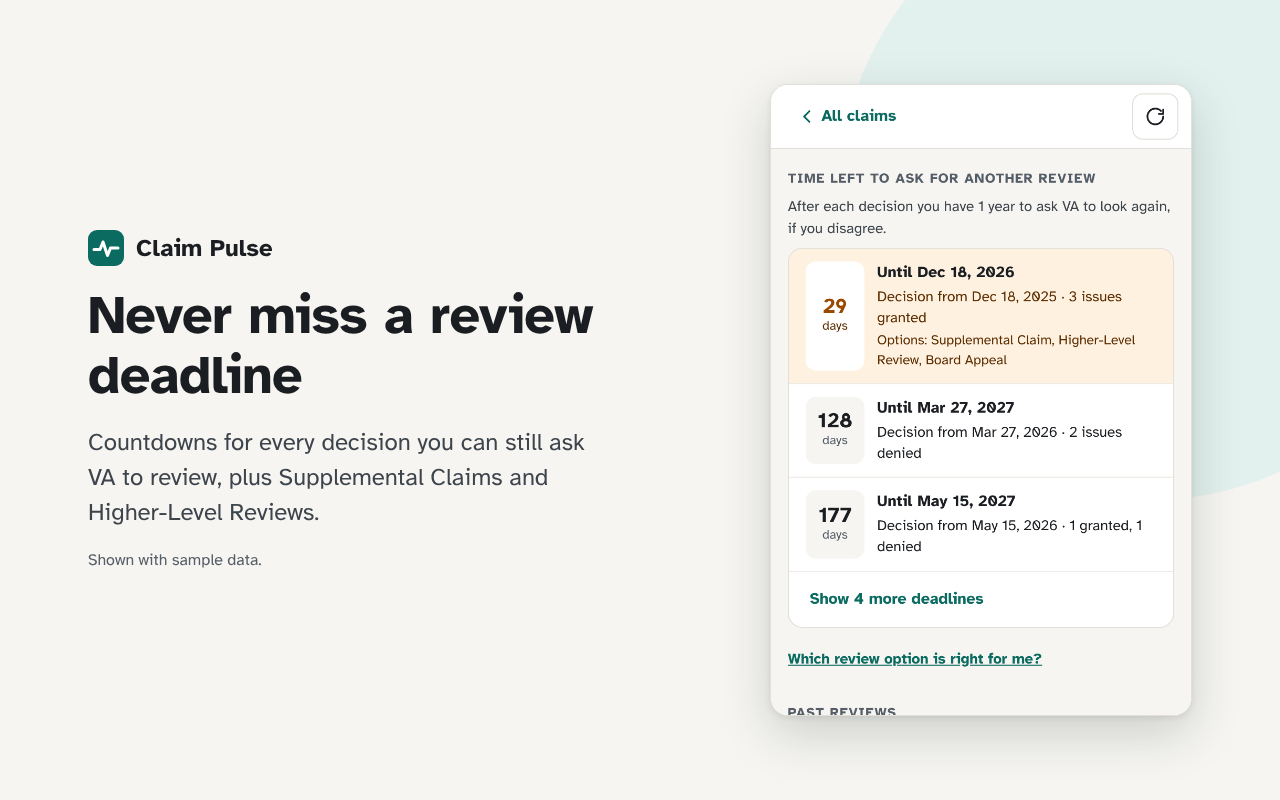 Claim Pulse
Never miss a review
deadline
Countdowns for every decision you can still ask
VA to review, plus Supplemental Claims and
Higher-Level Reviews.
Shown with sample data.
All claims
TIME LEFT TO ASK FOR ANOTHER REVIEW
After each decision you have 1 year to ask VA to look again,
if you disagree.
29
days
Until Dec 18, 2026
Decision from Dec 18, 2025 · 3 issues
granted
Options: Supplemental Claim, Higher-Level
Review, Board Appeal
128
days
Until Mar 27, 2027
Decision from Mar 27, 2026 · 2 issues
denied
177
days
Until May 15, 2027
Decision from May 15, 2026 · 1 granted, 1
denied
Show 4 more deadlines
Which review option is right for me?
PAST REVIEWS